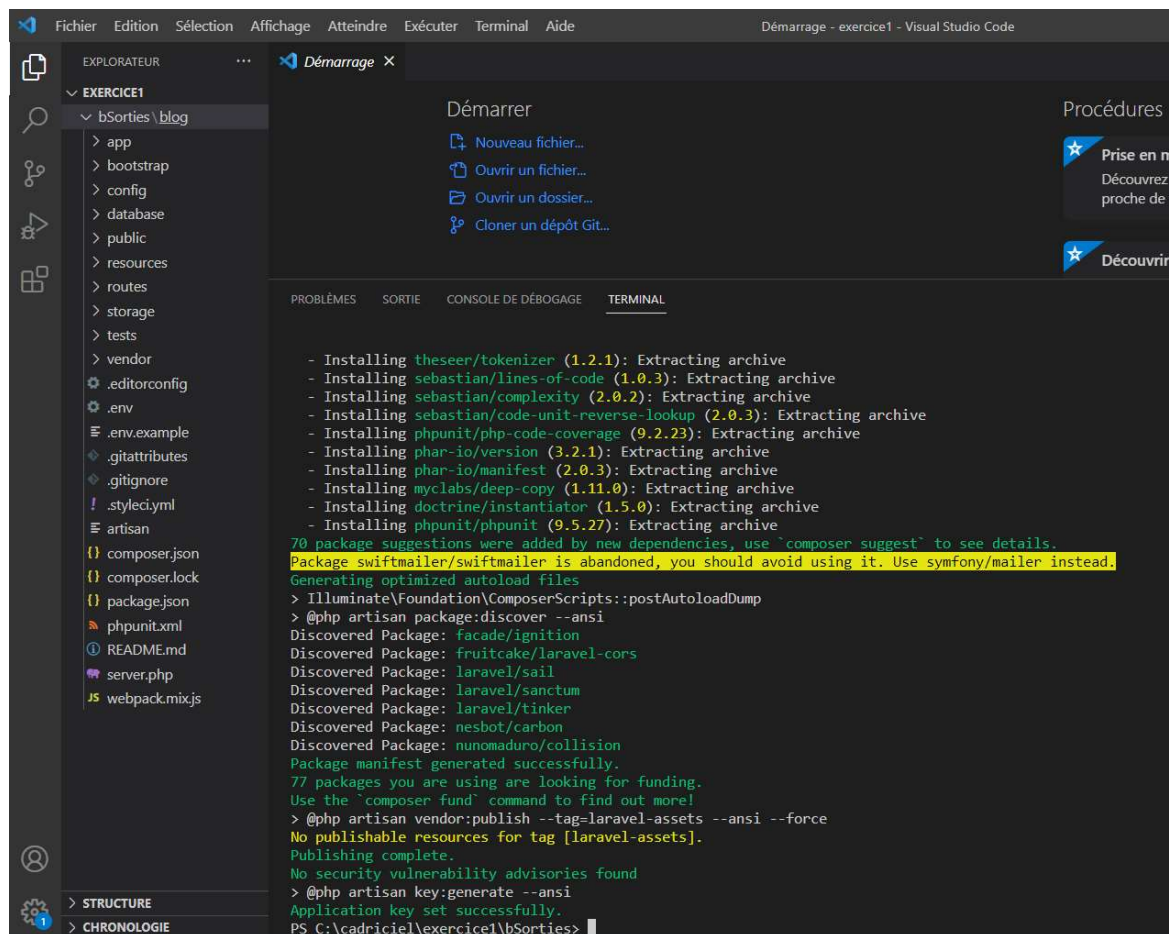 Fichier Edition Sélection Affichage Atteindre Exécuter Terminal Aide Démarrage - exercice1 - Visual Studio Code
EXPLORATEUR ···
EXERCICE1
bSorties\blog
app
bootstrap
config
database
public
resources
routes
storage
tests
vendor
.editorconfig
.env
.env.example
.gitattributes
.gitignore
.styleci.yml
artisan
composer.json
composer.lock
package.json
phpunit.xml
README.md
server.php
JS webpack.mix.js
STRUCTURE
CHRONOLOGIE
1
Démarrage
Démarrer
Nouveau fichier...
Ouvrir un fichier...
Ouvrir un dossier...
Cloner un dépôt Git...
Procédures
Prise en m
Découvrez
proche de
Découvrir
PROBLÈMES SORTIE CONSOLE DE DÉBOGAGE TERMINAL
- Installing theseer/tokenizer (1.2.1): Extracting archive
- Installing sebastian/lines-of-code (1.0.3): Extracting archive
- Installing sebastian/complexity (2.0.2): Extracting archive
- Installing sebastian/code-unit-reverse-lookup (2.0.3): Extracting archive
- Installing phpunit/php-code-coverage (9.2.23): Extracting archive
- Installing phar-io/version (3.2.1): Extracting archive
- Installing phar-io/manifest (2.0.3): Extracting archive
- Installing myclabs/deep-copy (1.11.0): Extracting archive
- Installing doctrine/instantiator (1.5.0): Extracting archive
- Installing phpunit/phpunit (9.5.27): Extracting archive
70 package suggestions were added by new dependencies, use `composer suggest` to see details.
Package swiftmailer/swiftmailer is abandoned, you should avoid using it. Use symfony/mailer instead.
Generating optimized autoload files
> Illuminate\Foundation\ComposerScripts::postAutoloadDump
> @php artisan package:discover --ansi
Discovered Package: facade/ignition
Discovered Package: fruitcake/laravel-cors
Discovered Package: laravel/sail
Discovered Package: laravel/sanctum
Discovered Package: laravel/tinker
Discovered Package: nesbot/carbon
Discovered Package: nunomaduro/collision
Package manifest generated successfully.
77 packages you are using are looking for funding.
Use the `composer fund` command to find out more!
> @php artisan vendor:publish --tag=laravel-assets --ansi --force
No publishable resources for tag [laravel-assets].
Publishing complete.
No security vulnerability advisories found
> @php artisan key:generate --ansi
Application key set successfully.
PS C:\cadriciel\exercice1\bSorties>